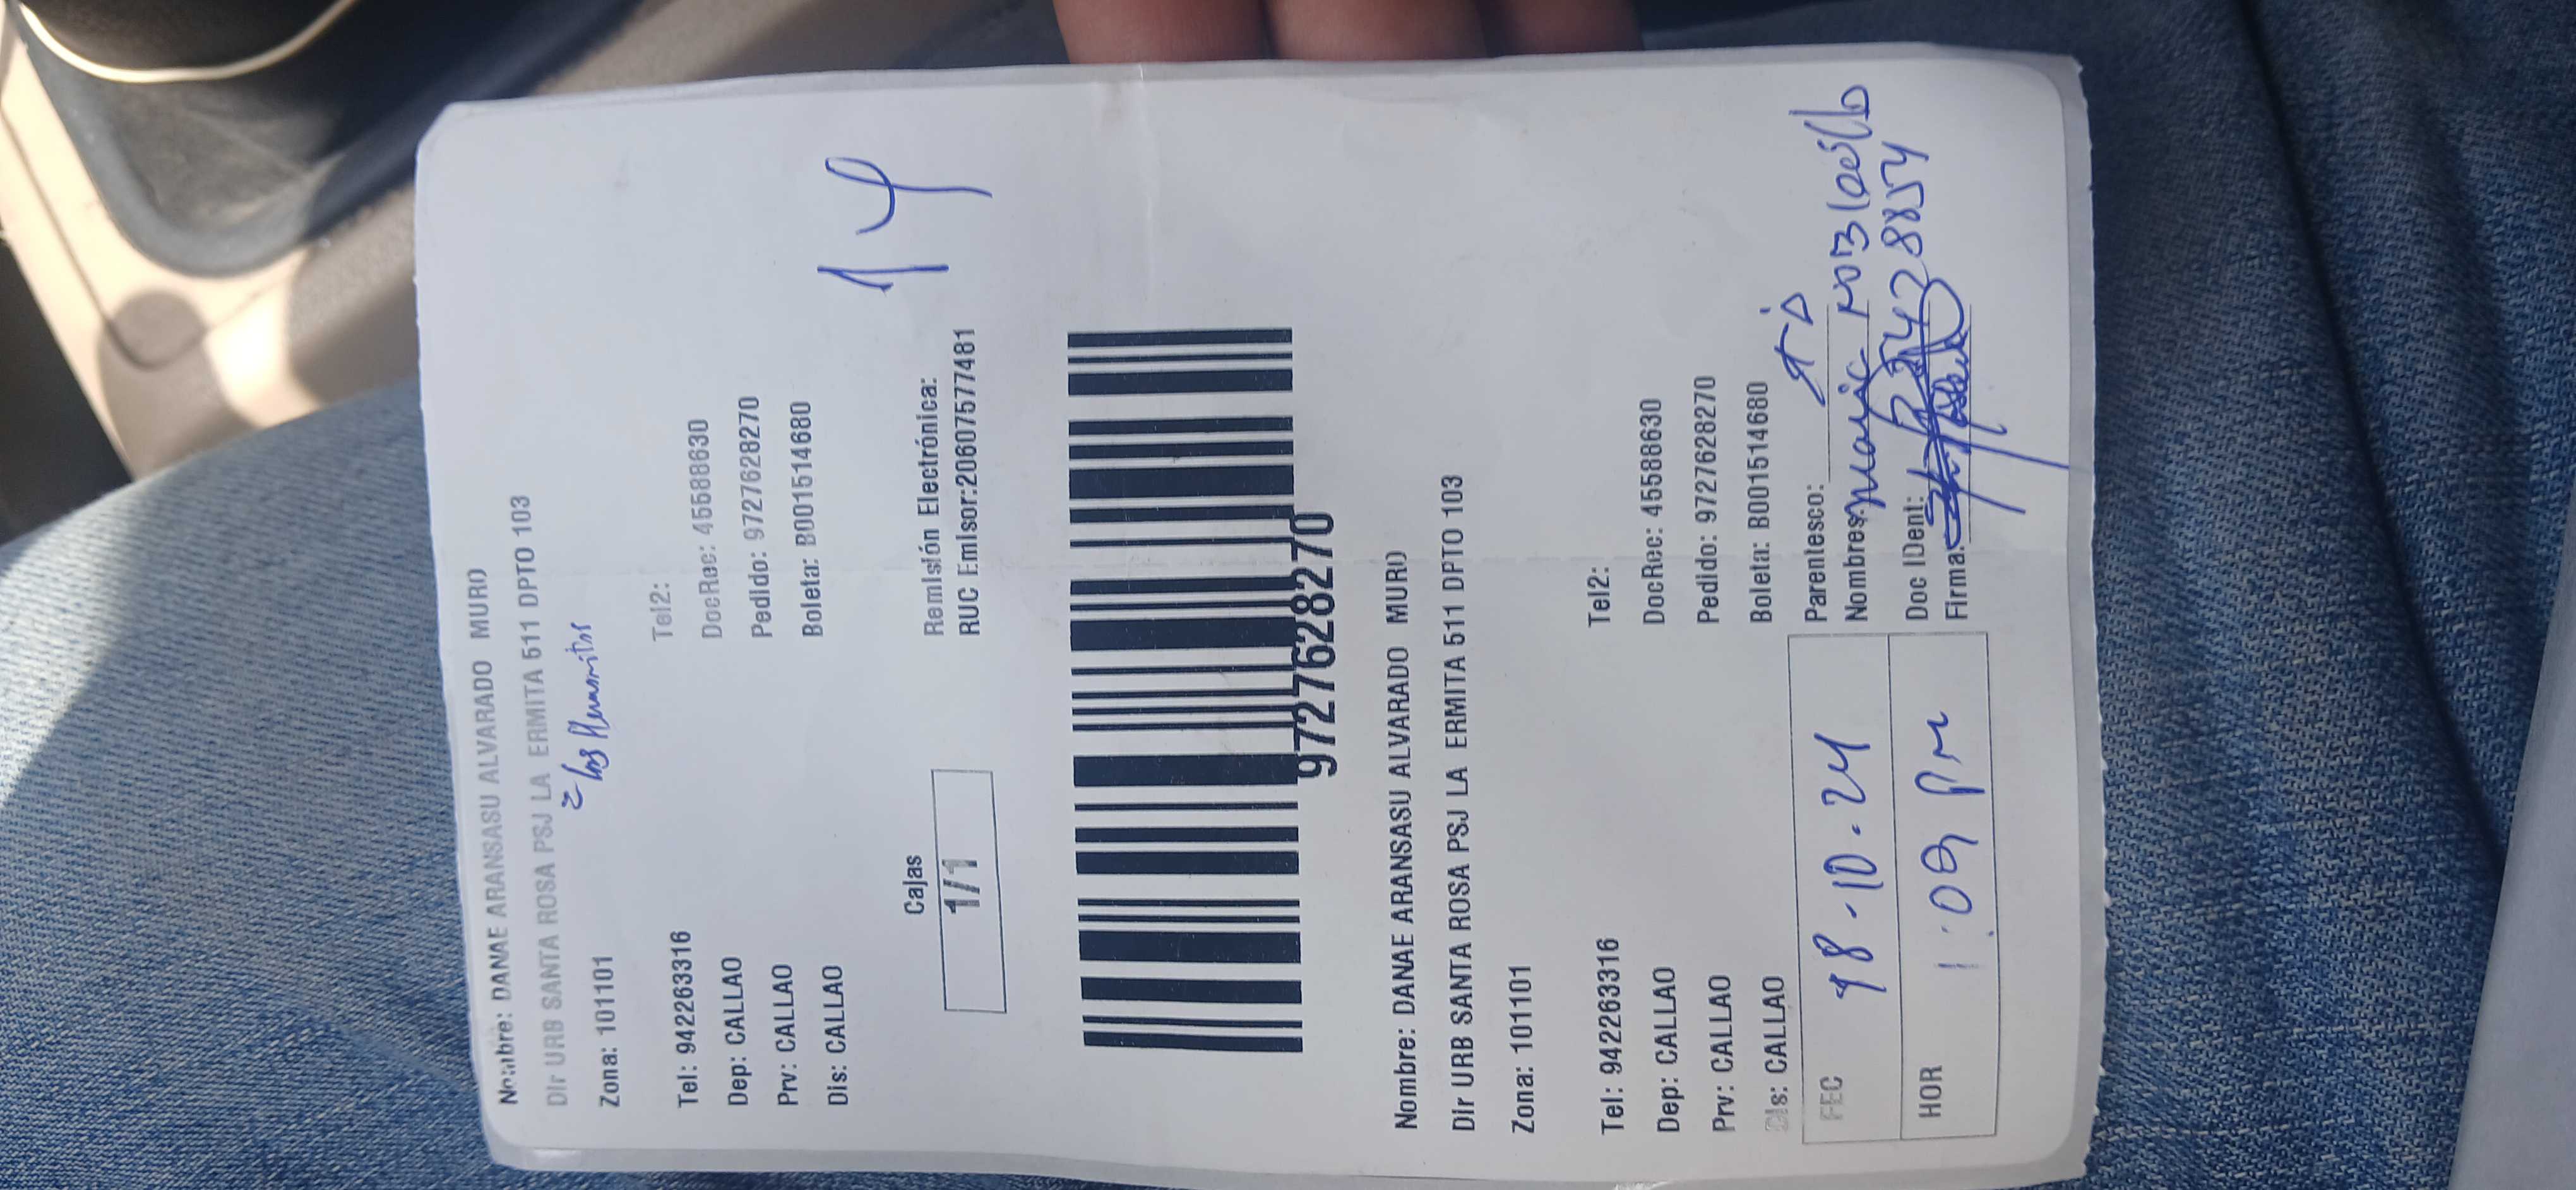 Nombre: DANAE ARANSASU ALVARADO MURO
DIr URB SANTA ROSA PSJ LA ERMITA 511 DPTO 103
Zona: 101101
Tel: 942263316 Tel2:
Dep: CALLAO DocRec: 45588630
Prv: CALLAO Pedido: 9727628270
Dis: CALLAO Boleta: B001514680
14
Cajas
1/1
Remisión Electrónica:
RUC Emisor:20607577481
9727628270
Nombre: DANAE ARANSASU ALVARADO MURO
DIr URB SANTA ROSA PSJ LA ERMITA 511 DPTO 103
Zona: 101101
Tel: 942263316 Tel2:
Dep: CALLAO DocRec: 45588630
Prv: CALLAO Pedido: 9727628270
Dis: CALLAO Boleta: B001514680
FEC 18-10-24
Parentesco:
Nombres:
HOR 1:09 PM
Doc IDent:
Firma: